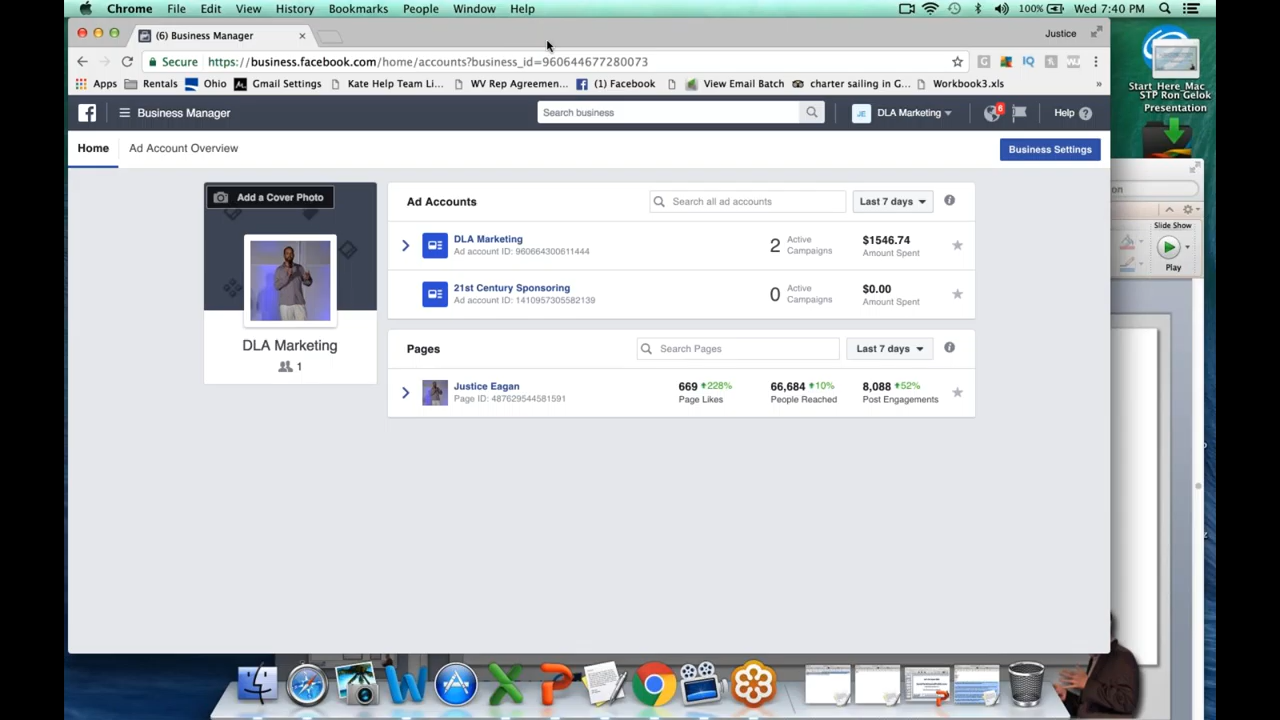 Chrome File Edit View History Bookmarks People Window Help 100% Wed 7:40 PM
(6) Business Manager Justice
Secure https://business.facebook.com/home/accounts?business_id=960644677280073
Apps Rentals Ohio Gmail Settings Kate Help Team Li... WV Rep Agreemen... (1) Facebook View Email Batch charter sailing in G... Workbook3.xls »
Business Manager Search business DLA Marketing 6 Help
Home Ad Account Overview Business Settings
Add a Cover Photo
DLA Marketing
1
Ad Accounts Search all ad accounts Last 7 days
DLA Marketing 2 Active Campaigns $1546.74
Ad account ID: 960664300611444 Amount Spent
21st Century Sponsoring 0 Active Campaigns $0.00
Ad account ID: 1410957305582139 Amount Spent
Pages Search Pages Last 7 days
Justice Eagan 669 228% 66,684 10% 8,088 52%
Page ID: 487629544581591 Page Likes People Reached Post Engagements
Start_Here_Mac
STP Ron Gelok
Presentation
on
Slide Show
Play